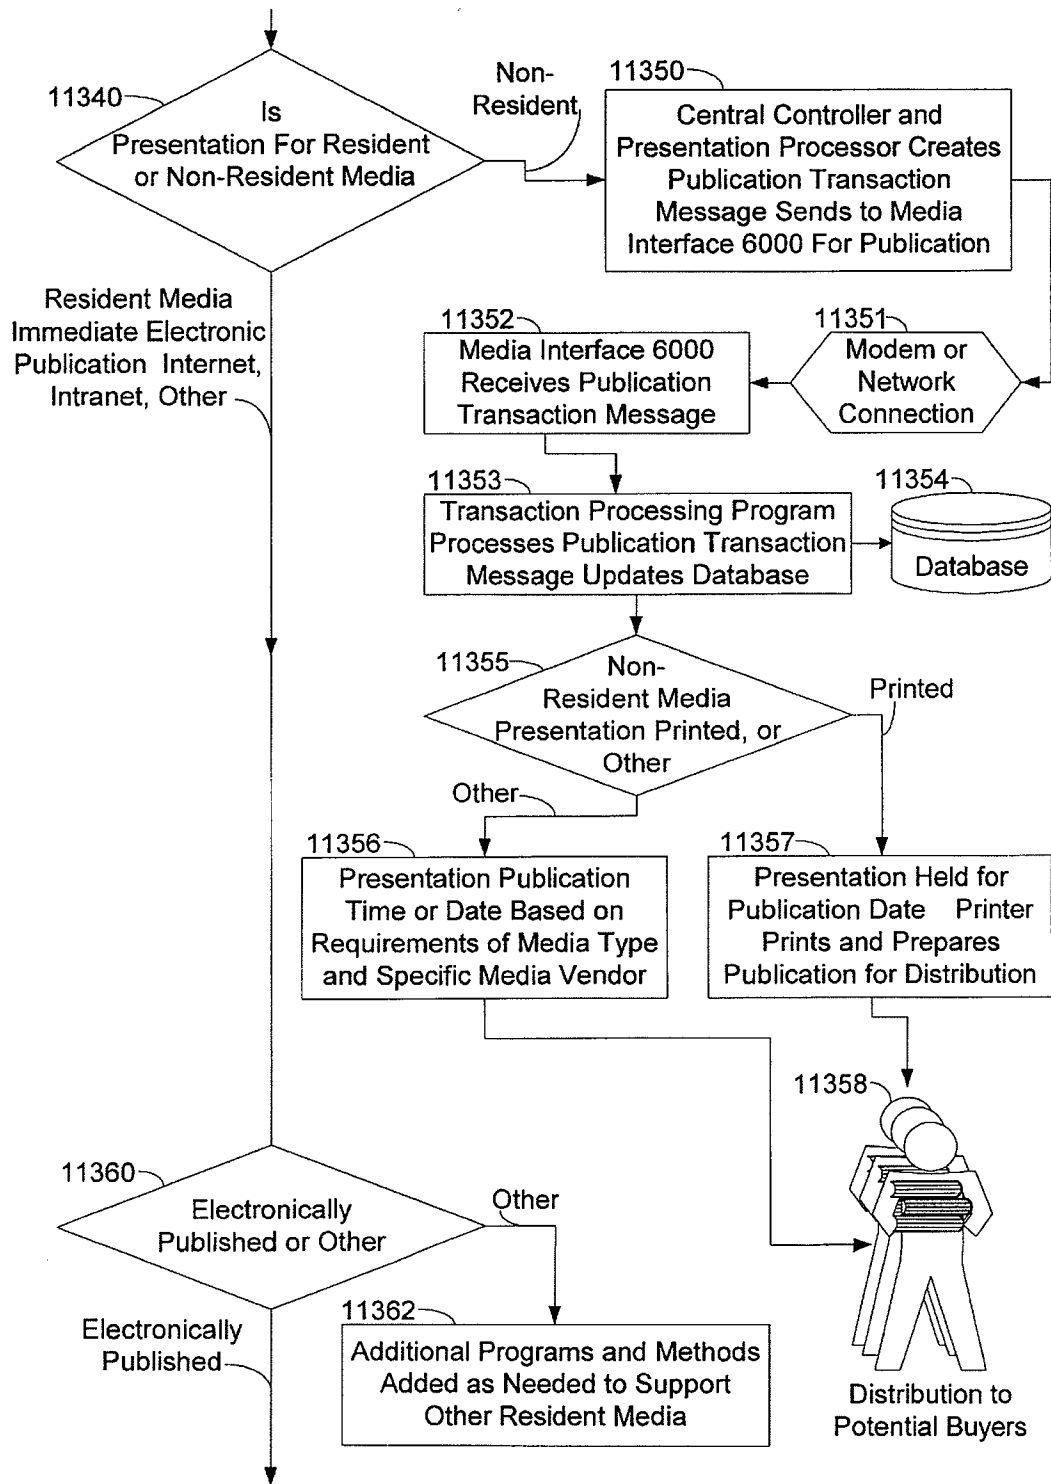 11340
Is
Presentation For Resident
or Non-Resident Media
Non-
Resident
11350
Central Controller and
Presentation Processor Creates
Publication Transaction
Message Sends to Media
Interface 6000 For Publication
Resident Media
Immediate Electronic
Publication Internet,
Intranet, Other
11352
Media Interface 6000
Receives Publication
Transaction Message
11351
Modem or
Network
Connection
11353
Transaction Processing Program
Processes Publication Transaction
Message Updates Database
11354
Database
11355
Non-
Resident Media
Presentation Printed, or
Other
Printed
Other
11356
Presentation Publication
Time or Date Based on
Requirements of Media Type
and Specific Media Vendor
11357
Presentation Held for
Publication Date Printer
Prints and Prepares
Publication for Distribution
11358
Distribution to
Potential Buyers
11360
Electronically
Published or Other
Other
Electronically
Published
11362
Additional Programs and Methods
Added as Needed to Support
Other Resident Media